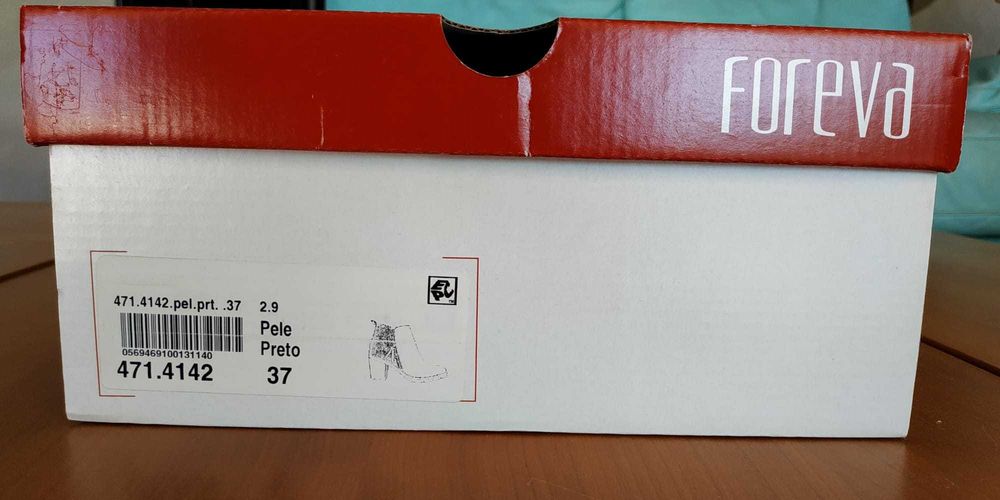 Foreva
471.4142.pel.prt. .37 2.9
Pele
Preto
0569469100131140
471.4142 37